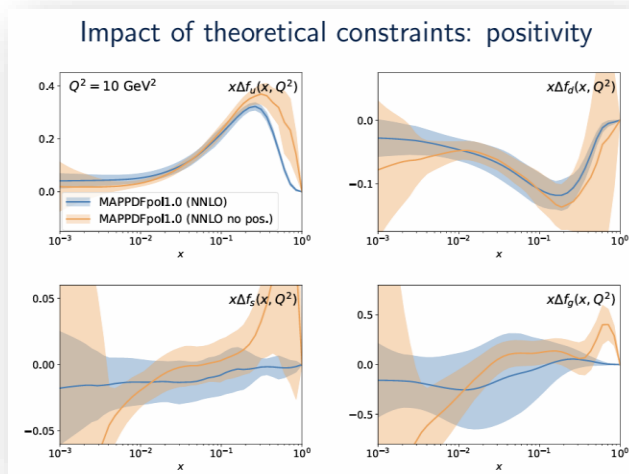 Impact of theoretical constraints: positivity
Q² = 10 GeV²
xΔf_u(x, Q²)
0.4
0.2
0.0
MAPPDFpol1.0 (NNLO)
MAPPDFpol1.0 (NNLO no pos.)
10⁻³ 10⁻² 10⁻¹ 10⁰
x
xΔf_d(x, Q²)
0.0
−0.1
10⁻³ 10⁻² 10⁻¹ 10⁰
x
xΔf_s(x, Q²)
0.05
0.00
−0.05
10⁻³ 10⁻² 10⁻¹ 10⁰
x
xΔf_g(x, Q²)
0.5
0.0
−0.5
10⁻³ 10⁻² 10⁻¹ 10⁰
x